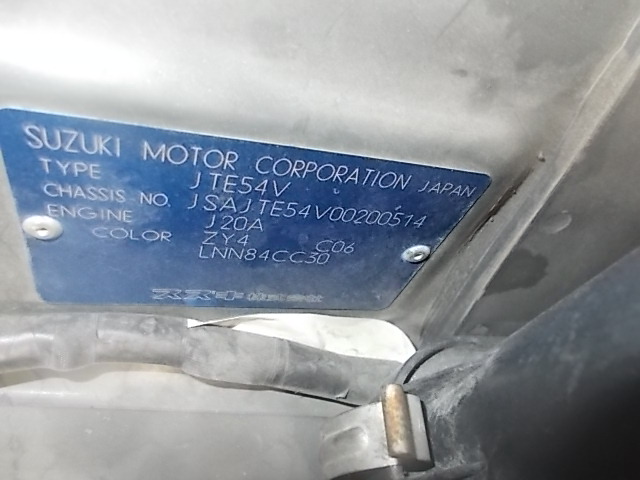 SUZUKI MOTOR CORPORATION JAPAN
TYPE JTE54V
CHASSIS NO. JSAJTE54V00200514
ENGINE J20A
COLOR ZY4 C06
LNN84CC30